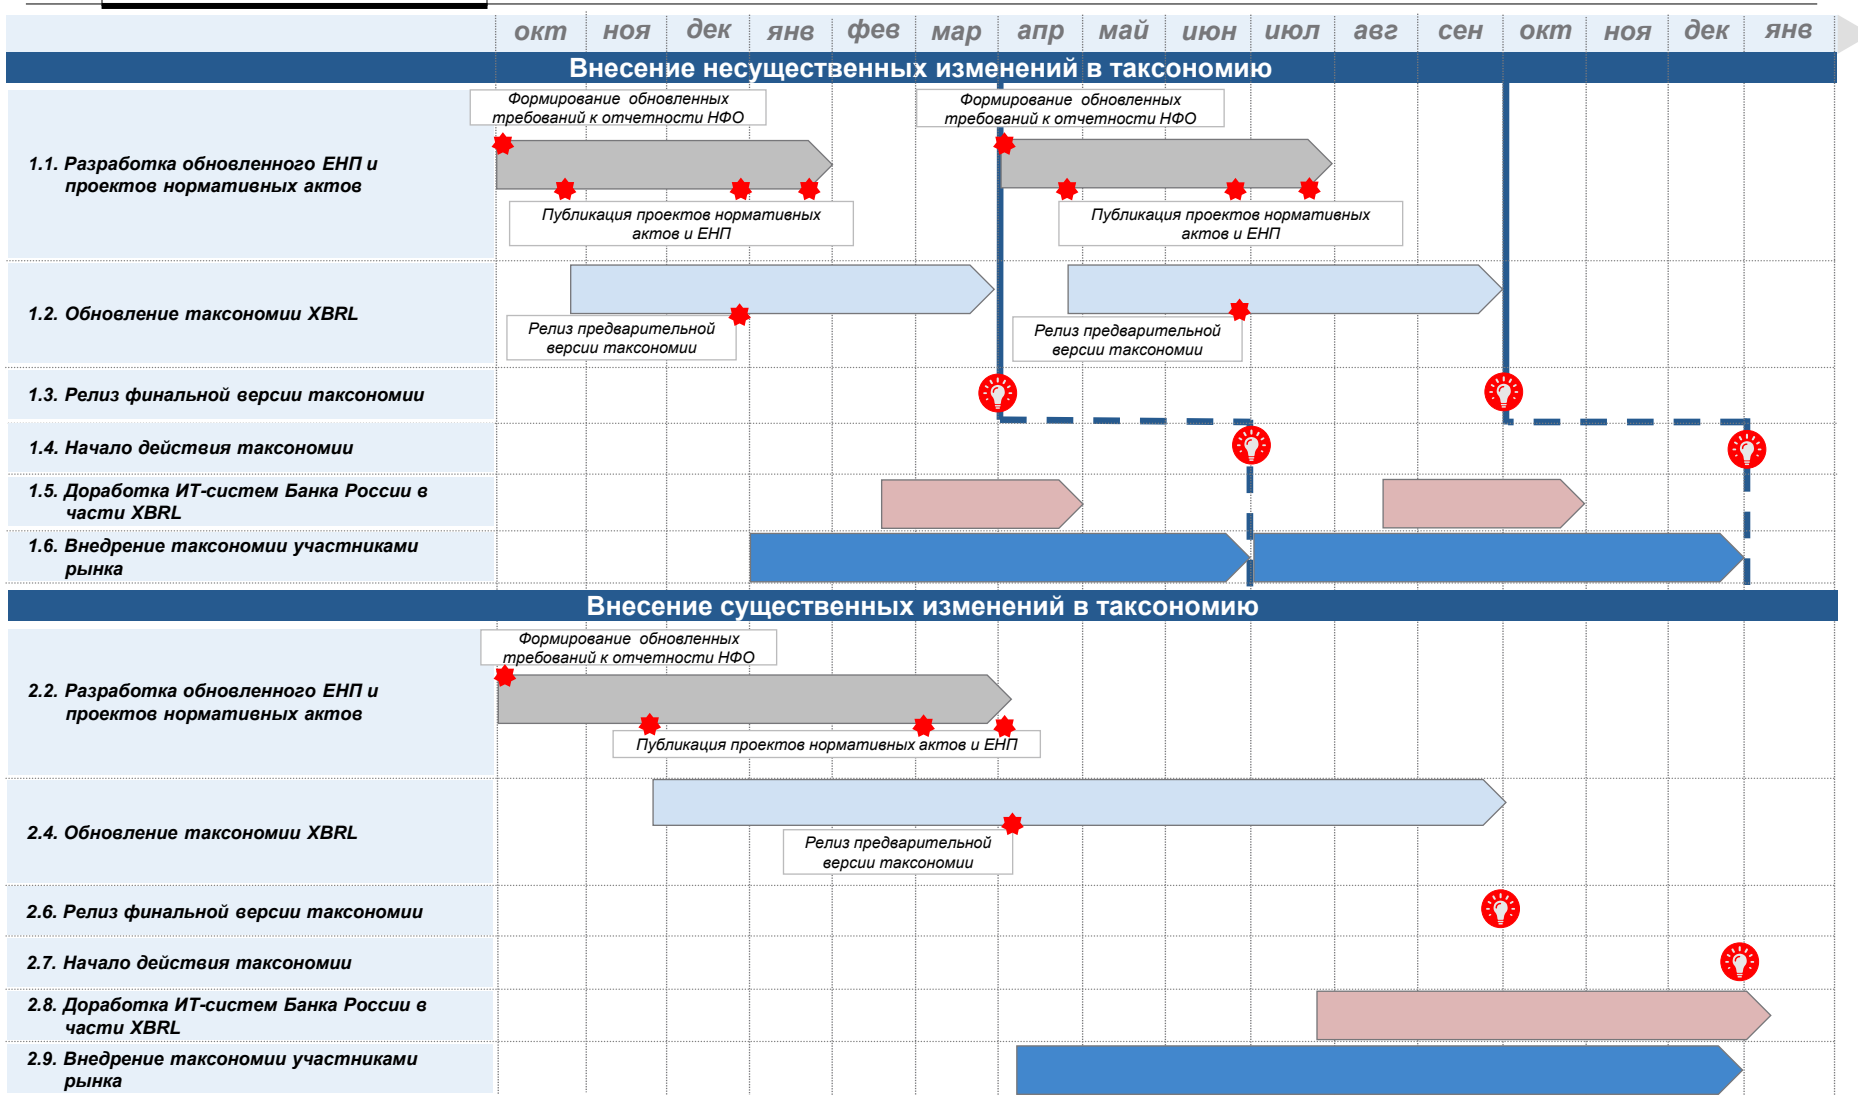 окт ноя дек янв фев мар апр май июн июл авг сен окт ноя дек янв
Внесение несущественных изменений в таксономию
Формирование обновленных
требований к отчетности НФО
Формирование обновленных
требований к отчетности НФО
1.1. Разработка обновленного ЕНП и
проектов нормативных актов
Публикация проектов нормативных
актов и ЕНП
Публикация проектов нормативных
актов и ЕНП
1.2. Обновление таксономии XBRL
Релиз предварительной
версии таксономии
Релиз предварительной
версии таксономии
1.3. Релиз финальной версии таксономии
1.4. Начало действия таксономии
1.5. Доработка ИТ-систем Банка России в
части XBRL
1.6. Внедрение таксономии участниками
рынка
Внесение существенных изменений в таксономию
Формирование обновленных
требований к отчетности НФО
2.2. Разработка обновленного ЕНП и
проектов нормативных актов
Публикация проектов нормативных актов и ЕНП
2.4. Обновление таксономии XBRL
Релиз предварительной
версии таксономии
2.6. Релиз финальной версии таксономии
2.7. Начало действия таксономии
2.8. Доработка ИТ-систем Банка России в
части XBRL
2.9. Внедрение таксономии участниками
рынка